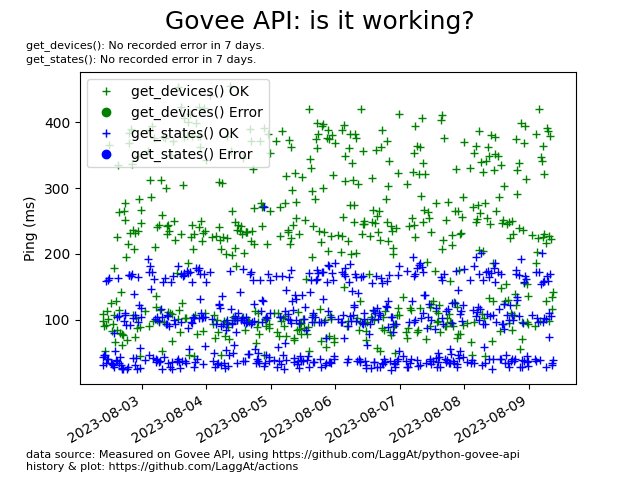 Govee API: is it working?
get_devices(): No recorded error in 7 days.
get_states(): No recorded error in 7 days.
get_devices() OK
get_devices() Error
get_states() OK
get_states() Error
Ping (ms)
400
300
200
100
2023-08-03
2023-08-04
2023-08-05
2023-08-06
2023-08-07
2023-08-08
2023-08-09
data source: Measured on Govee API, using https://github.com/LaggAt/python-govee-api
history & plot: https://github.com/LaggAt/actions